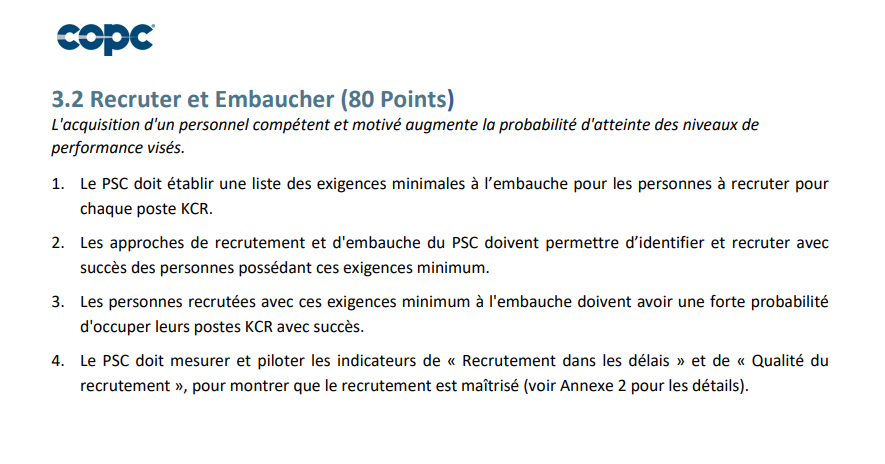 copc®
3.2 Recruter et Embaucher (80 Points)
L'acquisition d'un personnel compétent et motivé augmente la probabilité d'atteinte des niveaux de
performance visés.
1. Le PSC doit établir une liste des exigences minimales à l’embauche pour les personnes à recruter pour
chaque poste KCR.
2. Les approches de recrutement et d'embauche du PSC doivent permettre d’identifier et recruter avec
succès des personnes possédant ces exigences minimum.
3. Les personnes recrutées avec ces exigences minimum à l'embauche doivent avoir une forte probabilité
d'occuper leurs postes KCR avec succès.
4. Le PSC doit mesurer et piloter les indicateurs de « Recrutement dans les délais » et de « Qualité du
recrutement », pour montrer que le recrutement est maîtrisé (voir Annexe 2 pour les détails).